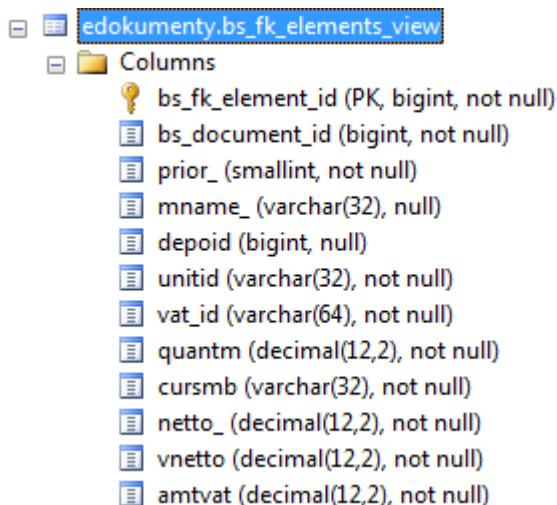 edokumenty.bs_fk_elements_view
Columns
bs_fk_element_id (PK, bigint, not null)
bs_document_id (bigint, not null)
prior_ (smallint, not null)
mname_ (varchar(32), null)
depoid (bigint, null)
unitid (varchar(32), not null)
vat_id (varchar(64), not null)
quantm (decimal(12,2), not null)
cursmb (varchar(32), not null)
netto_ (decimal(12,2), not null)
vnetto (decimal(12,2), not null)
amtvat (decimal(12,2), not null)